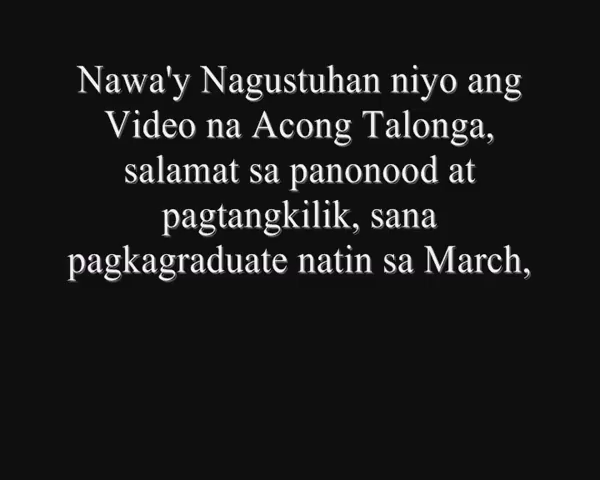 Nawa'y Nagustuhan niyo ang
Video na Acong Talonga,
salamat sa panonood at
pagtangkilik, sana
pagkagraduate natin sa March,